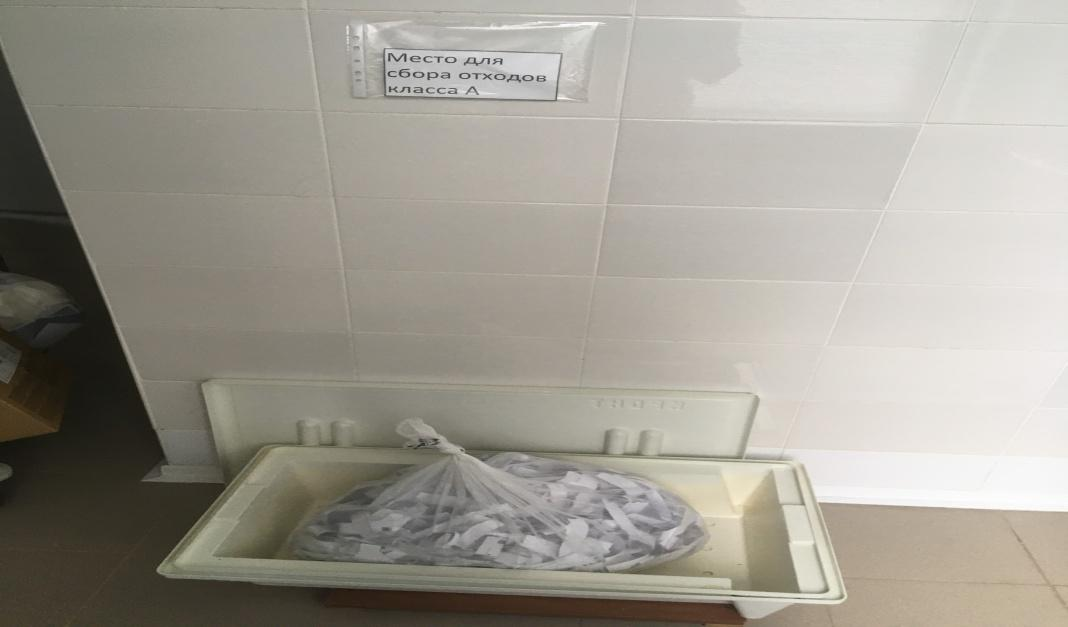 Место для
сбора отходов
класса А